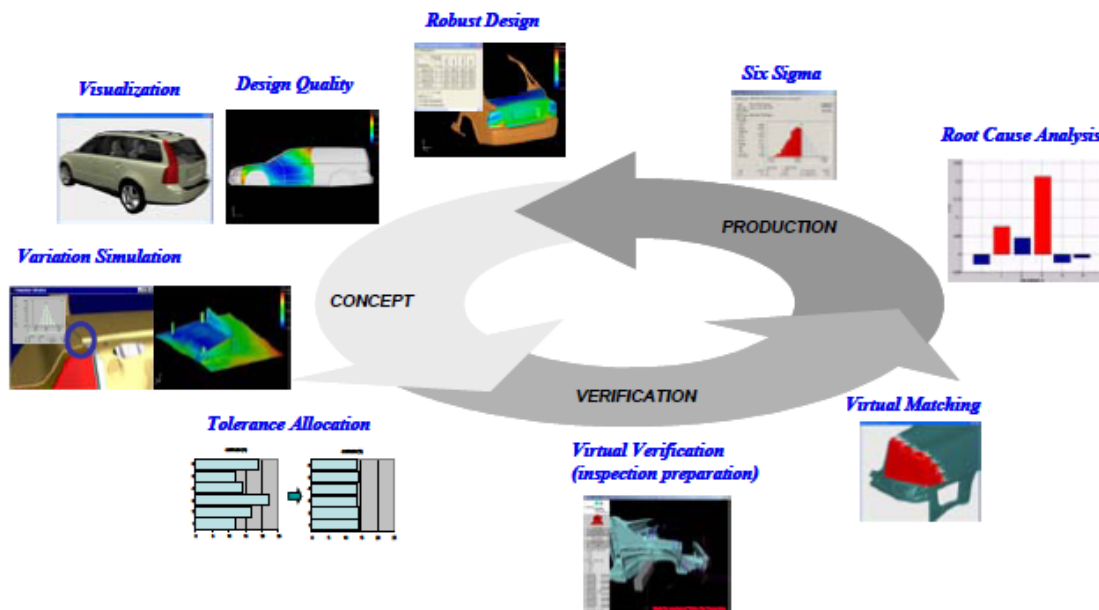 Robust Design
Visualization
Design Quality
Six Sigma
Root Cause Analysis
PRODUCTION
Variation Simulation
CONCEPT
VERIFICATION
Virtual Matching
Tolerance Allocation
Virtual Verification
(inspection preparation)